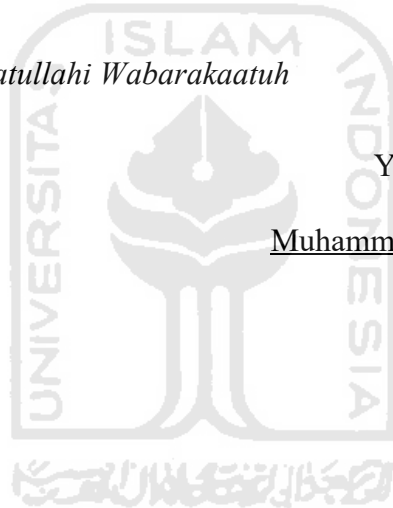 ISLAM
atullahi Wabarakaatuh
Y
Muhamm
UNIVERSITAS
INDONESIA